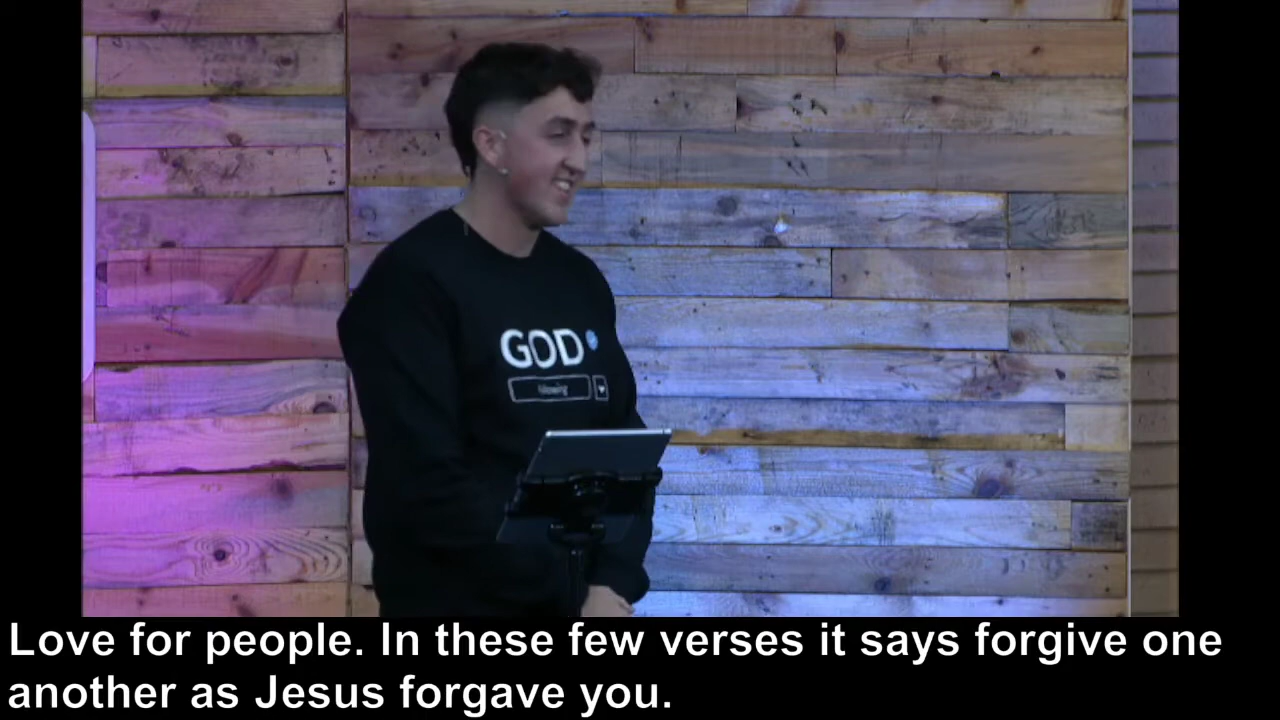 GOD
Love for people. In these few verses it says forgive one
another as Jesus forgave you.